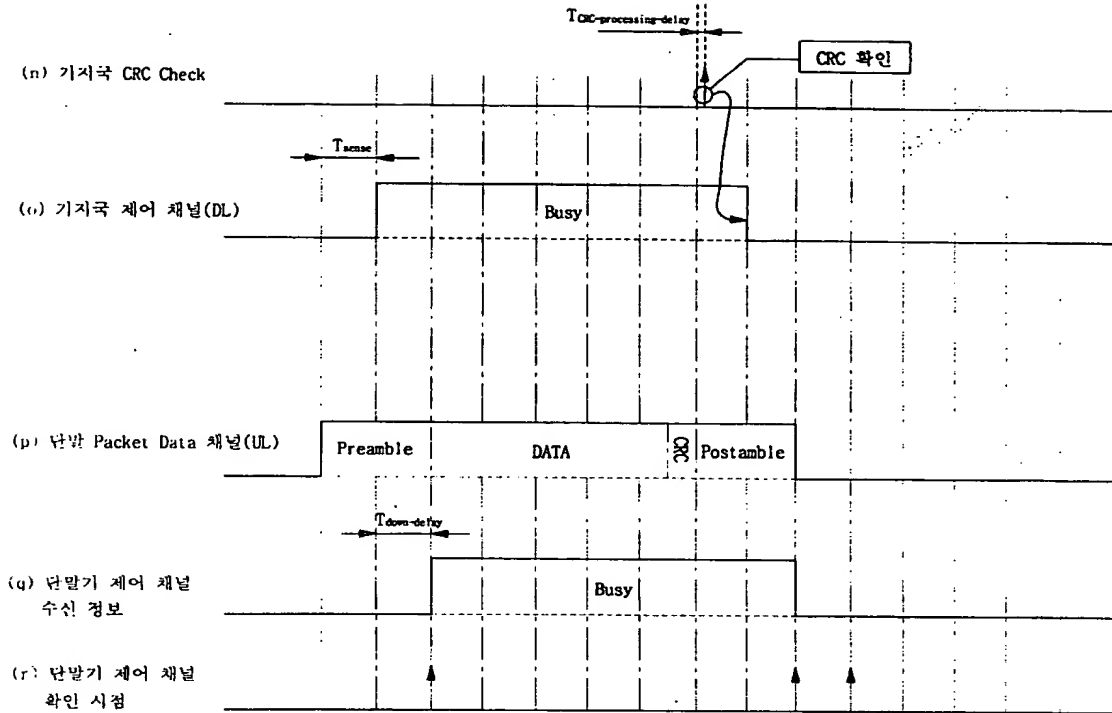 TCRC-processing-delay
CRC 확인
(n) 기지국 CRC Check
Tsense
(o) 기지국 제어 채널(DL)
Busy
(p) 단말 Packet Data 채널(UL)
Preamble
DATA
CRC
Postamble
Tdown-delay
(q) 단말기 제어 채널
수신 정보
Busy
(r) 단말기 제어 채널
확인 시점